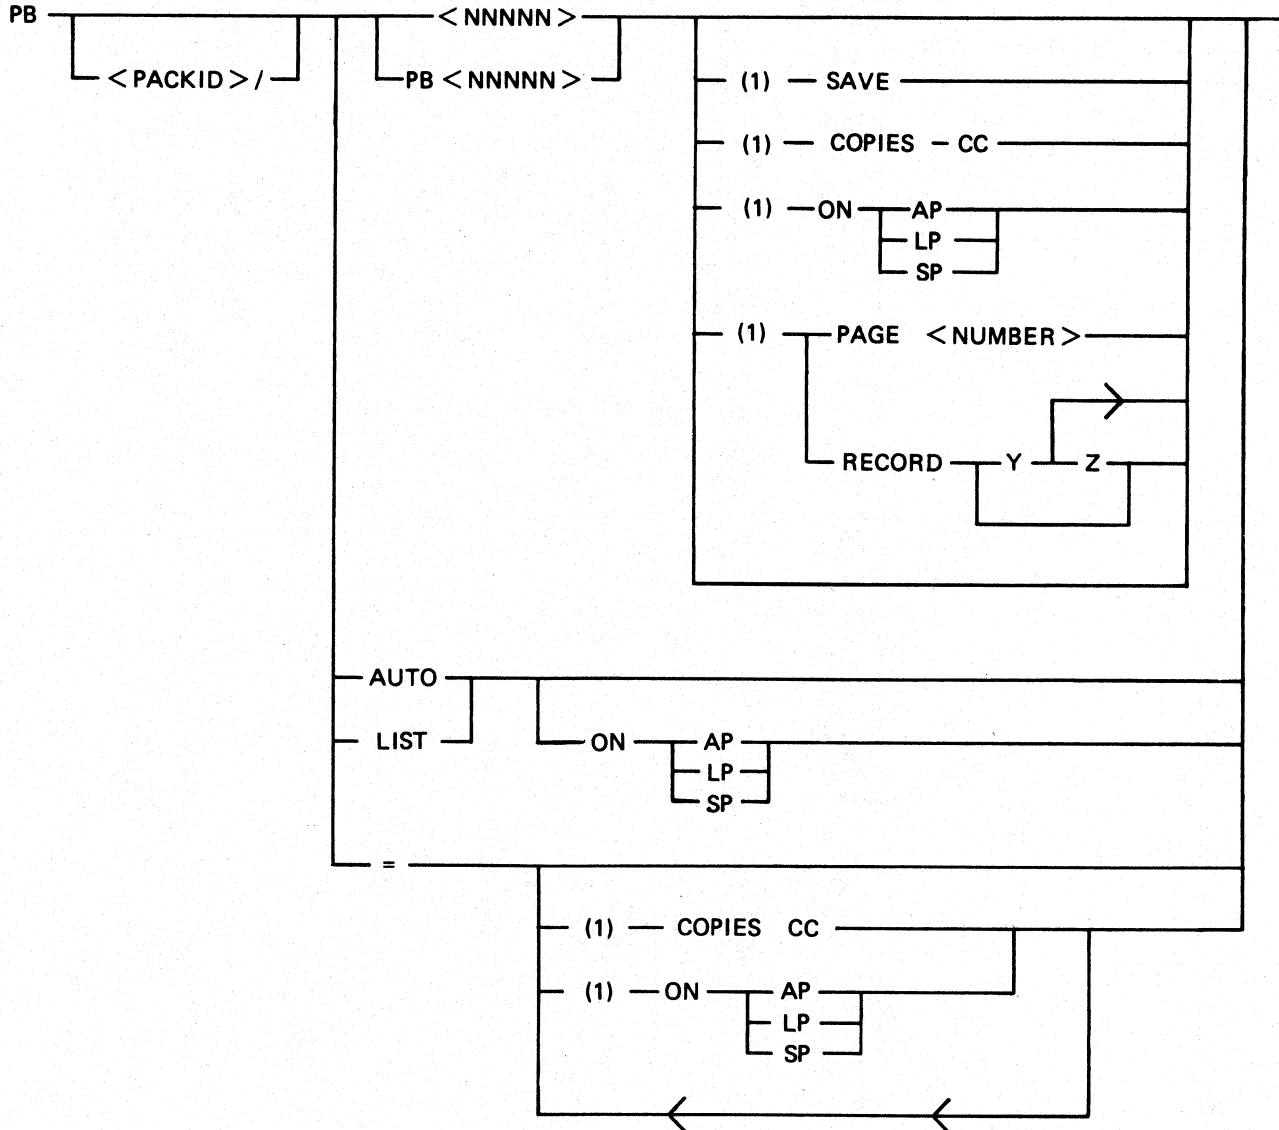 PB <NNNNN>
<PACKID>/ PB <NNNNN>
(1) SAVE
(1) COPIES - CC
(1) ON AP
LP
SP
(1) PAGE <NUMBER>
RECORD Y Z
AUTO
LIST ON AP
LP
SP
=
(1) COPIES CC
(1) ON AP
LP
SP